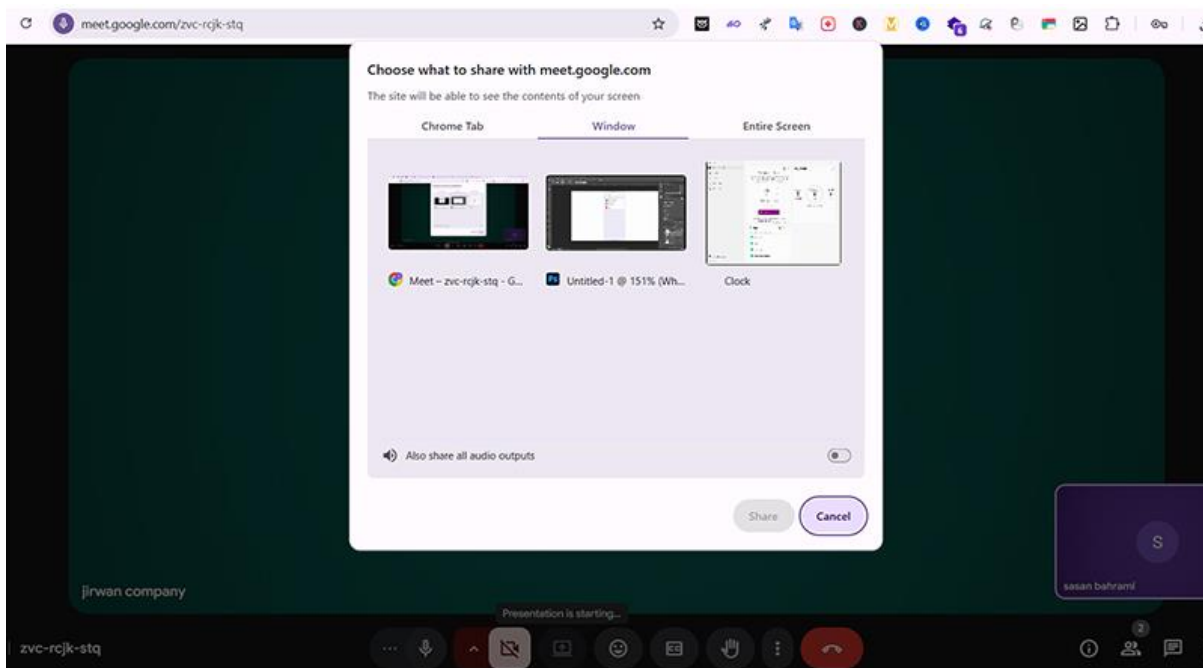 meet.google.com/zvc-rcjk-stq
6
Choose what to share with meet.google.com
The site will be able to see the contents of your screen
Chrome Tab
Window
Entire Screen
Meet – zvc-rcjk-stq - G...
Ps
Untitled-1 @ 151% (Wh...
Clock
Also share all audio outputs
Share
Cancel
S
sasan bahrami
jirwan company
Presentation is starting...
2
zvc-rcjk-stq
CC